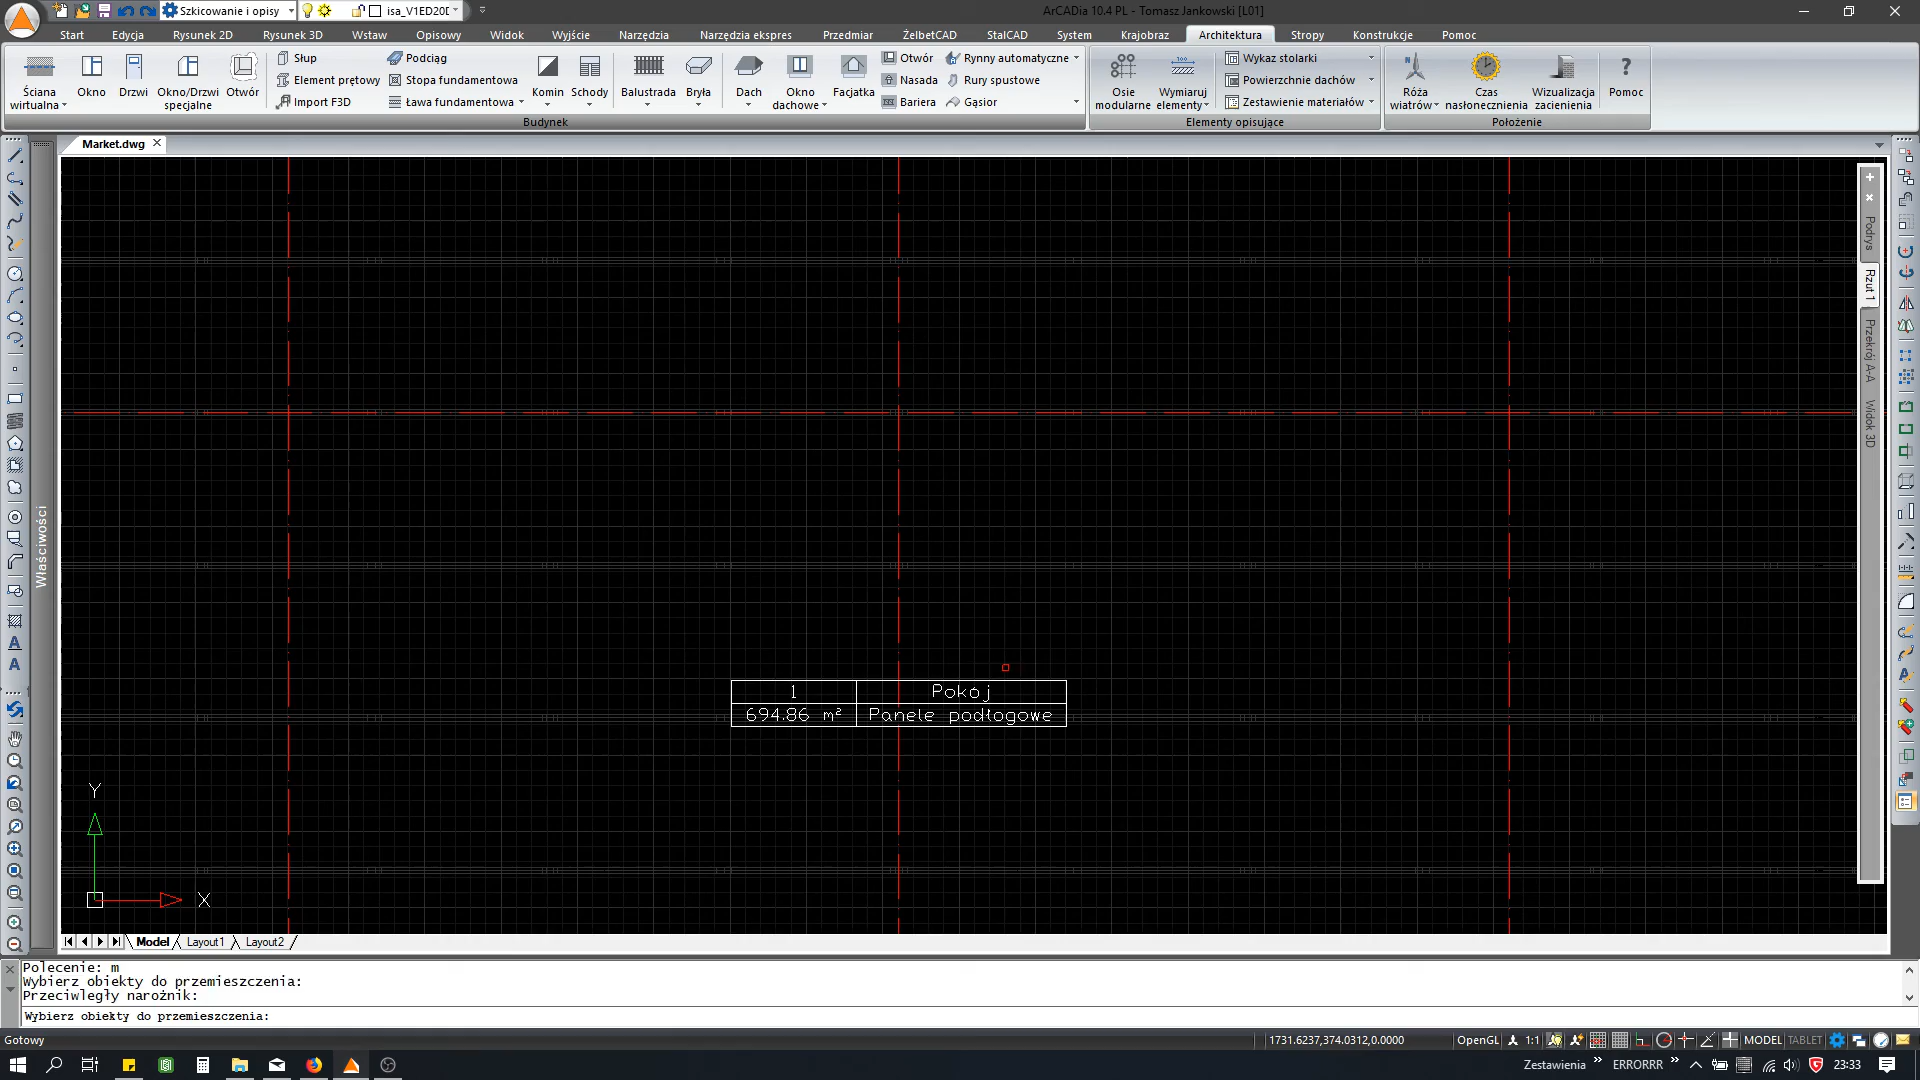 Szkicowanie i opisy
isa_V1ED20E
ArCADia 10.4 PL - Tomasz Jankowski [L01]
Start
Edycja
Rysunek 2D
Rysunek 3D
Wstaw
Opisowy
Widok
Wyjście
Narzędzia
Narzędzia ekspres
Przedmiar
ŻelbetCAD
StalCAD
System
Krajobraz
Architektura
Stropy
Konstrukcje
Pomoc
Ściana wirtualna
Okno
Drzwi
Okno/Drzwi specjalne
Otwór
Słup
Element prętowy
Import F3D
Podciąg
Stopa fundamentowa
Ława fundamentowa
Komin
Schody
Balustrada
Bryła
Dach
Okno dachowe
Facjatka
Otwór
Nasada
Bariera
Rynny automatyczne
Rury spustowe
Gąsior
Osie modularne
Wymiaruj elementy
Wykaz stolarki
Powierzchnie dachów
Zestawienie materiałów
Róża wiatrów
Czas nasłonecznienia
Wizualizacja zacienienia
Pomoc
Budynek
Elementy opisujące
Położenie
Market.dwg
Właściwości
Podrys
Rzut 1
Przekrój A-A
Widok 3D
1
Pokój
694.86 m²
Panele podłogowe
Y
X
Model
Layout1
Layout2
Polecenie: m
Wybierz obiekty do przemieszczenia:
Przeciwległy narożnik:
Wybierz obiekty do przemieszczenia:
Gotowy
1731.6237,374.0312,0.0000
OpenGL
1:1
MODEL
TABLET
Zestawienia
ERRORRR
23:33